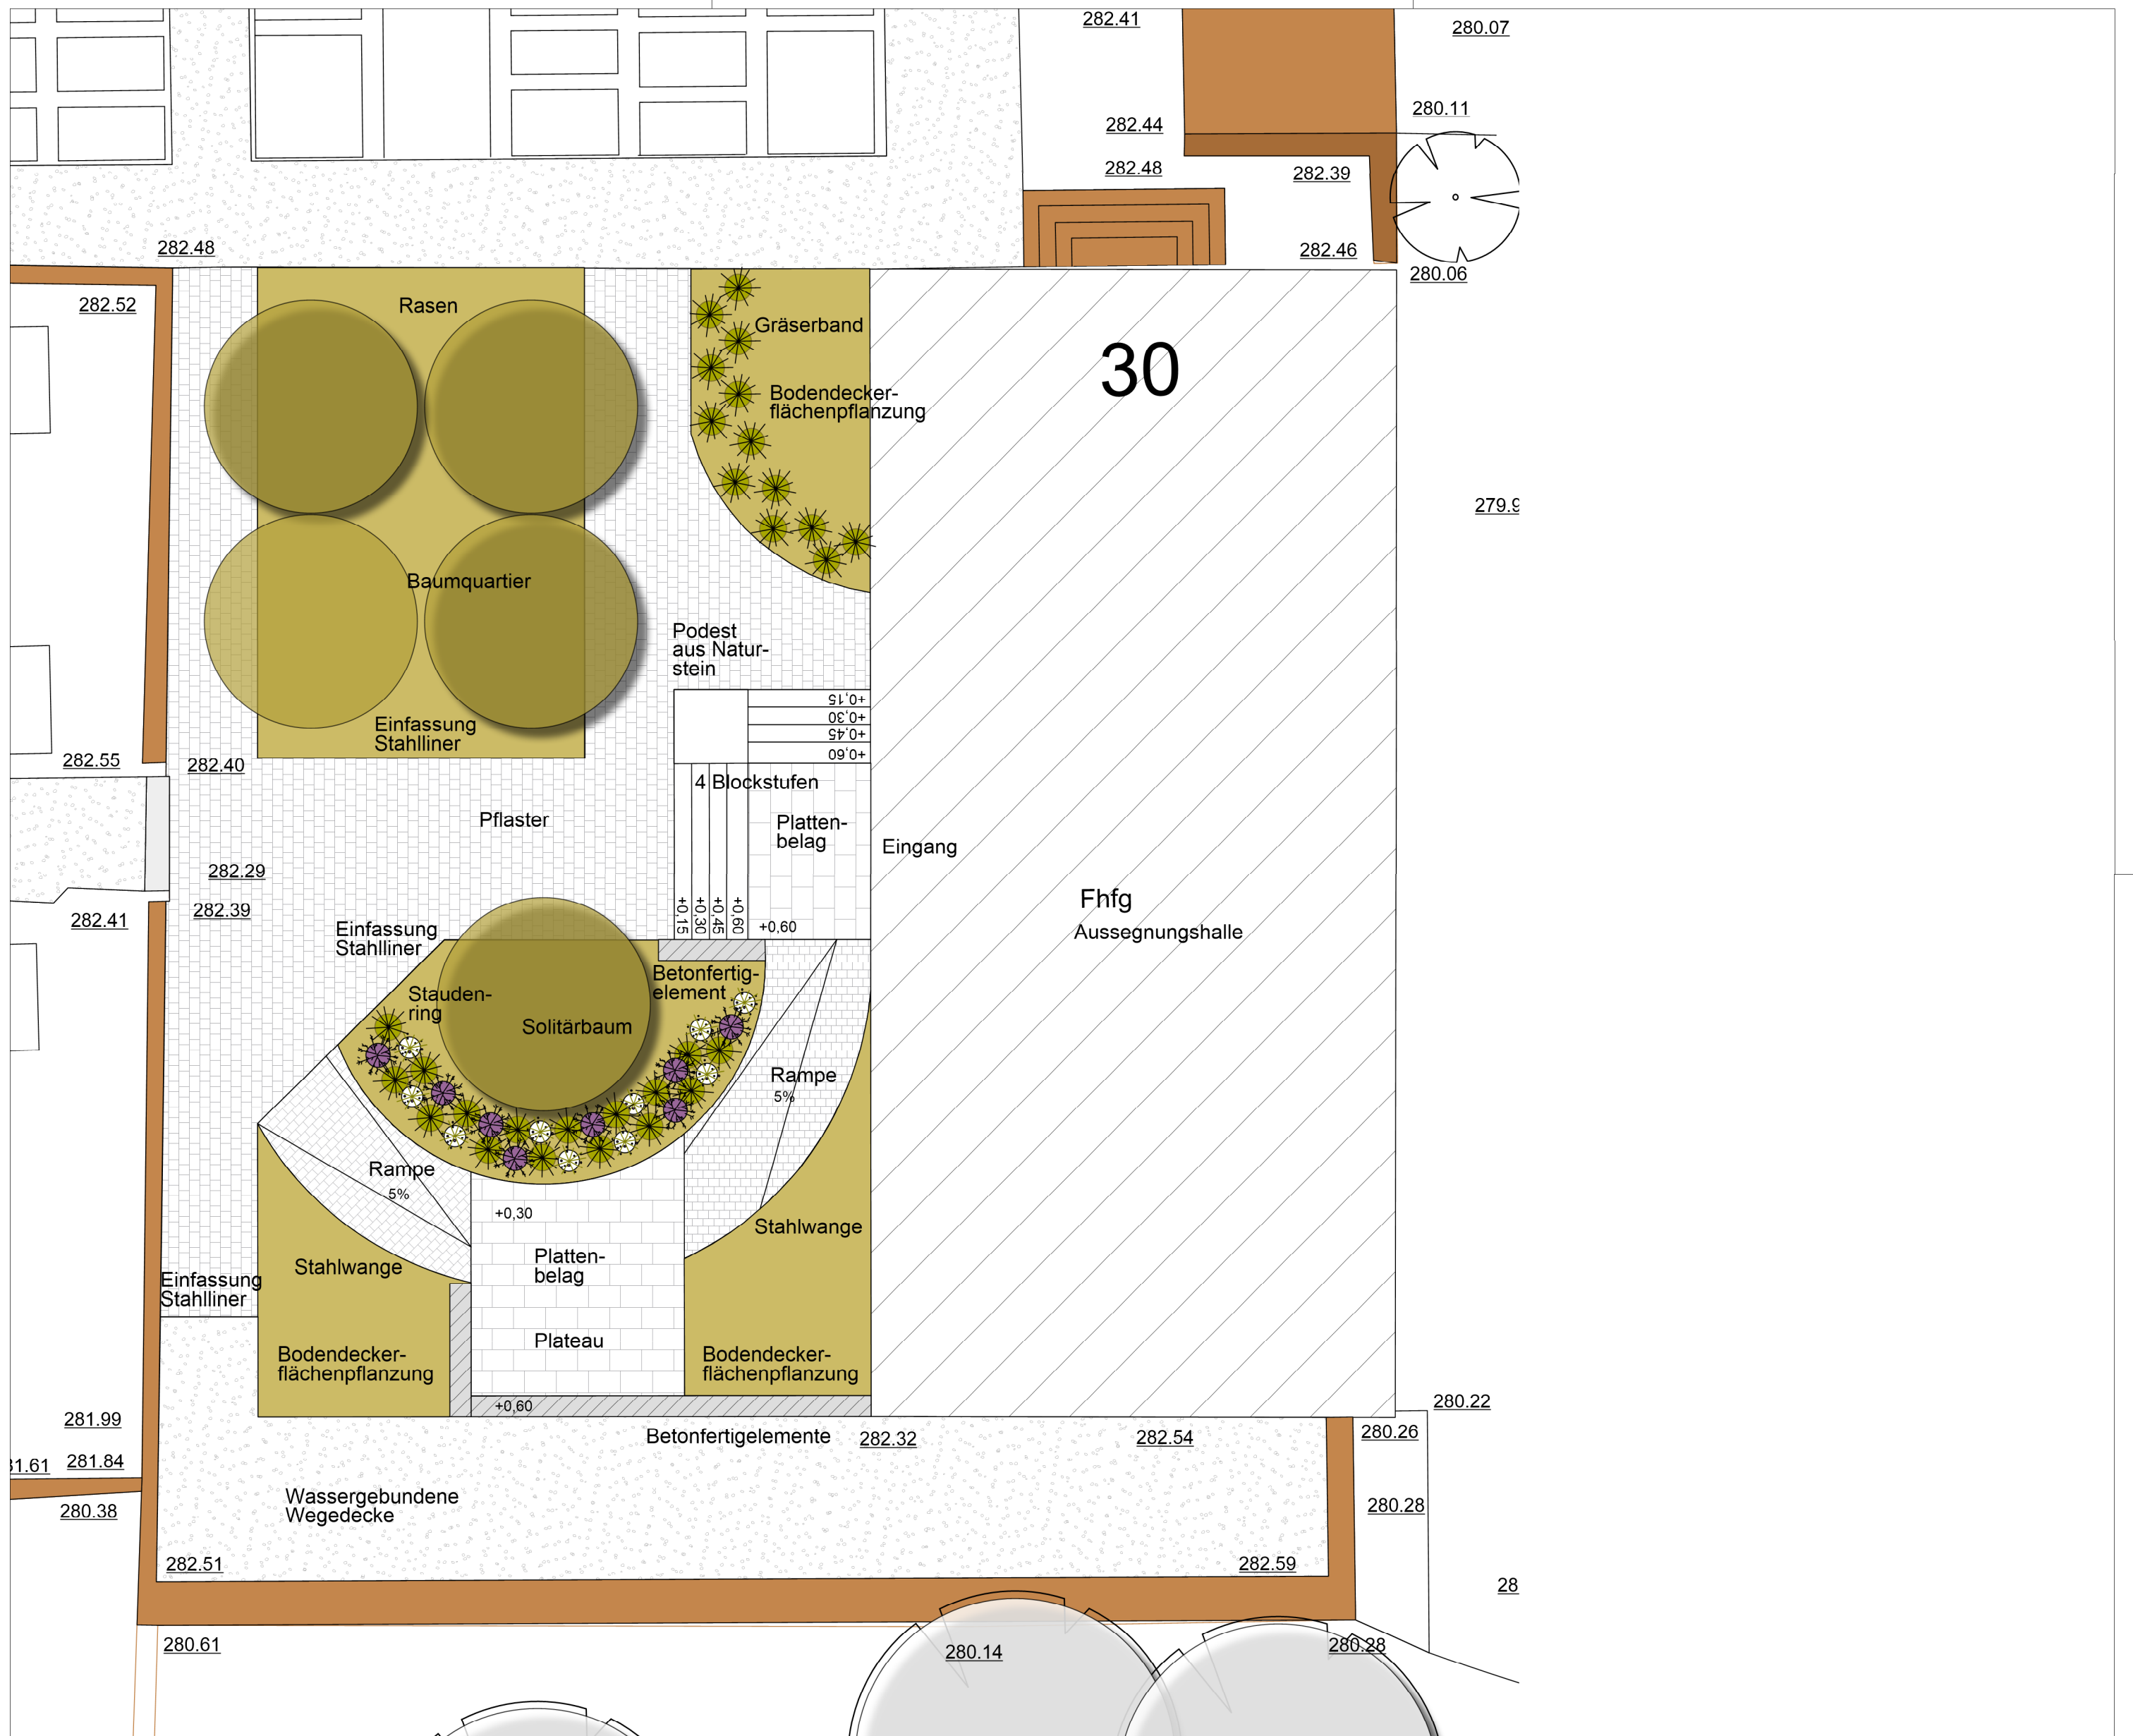 282.41
280.07
280.11
282.44
282.48
282.39
282.48
282.46
280.06
282.52
Rasen
Gräserband
30
Bodendecker-
flächenpflanzung
279.9
Baumquartier
Podest
aus Natur-
stein
+0,15
+0,30
+0,45
+0,60
Einfassung
Stahlliner
282.55
282.40
4 Blockstufen
Pflaster
Platten-
belag
Eingang
282.29
282.39
282.41
+0,15
+0,30
+0,45
+0,60
+0,60
Fhfg
Aussegnungshalle
Einfassung
Stahlliner
Betonfertig-
element
Stauden-
ring
Solitärbaum
Rampe
5%
Rampe
5%
+0,30
Stahlwange
Platten-
belag
Stahlwange
Einfassung
Stahlliner
Plateau
Bodendecker-
flächenpflanzung
Bodendecker-
flächenpflanzung
+0,60
280.22
281.99
Betonfertigelemente
282.32
282.54
280.26
31.61
281.84
280.38
Wassergebundene
Wegedecke
280.28
282.51
282.59
28
280.61
280.14
280.28